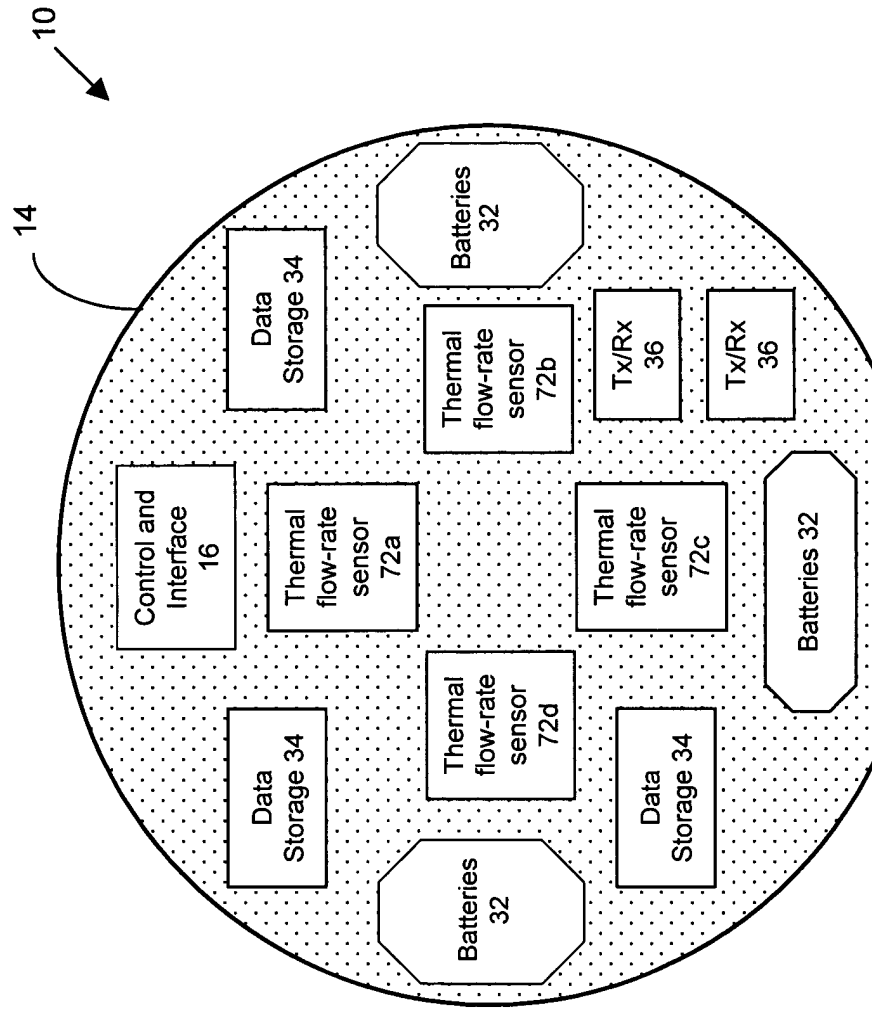 14
10
Control and
Interface
16
Data
Storage 34
Data
Storage 34
Thermal
flow-rate
sensor
72a
Batteries
32
Thermal
flow-rate
sensor
72d
Thermal
flow-rate
sensor
72b
Batteries
32
Thermal
flow-rate
sensor
72c
Data
Storage 34
Tx/Rx
36
Tx/Rx
36
Batteries 32